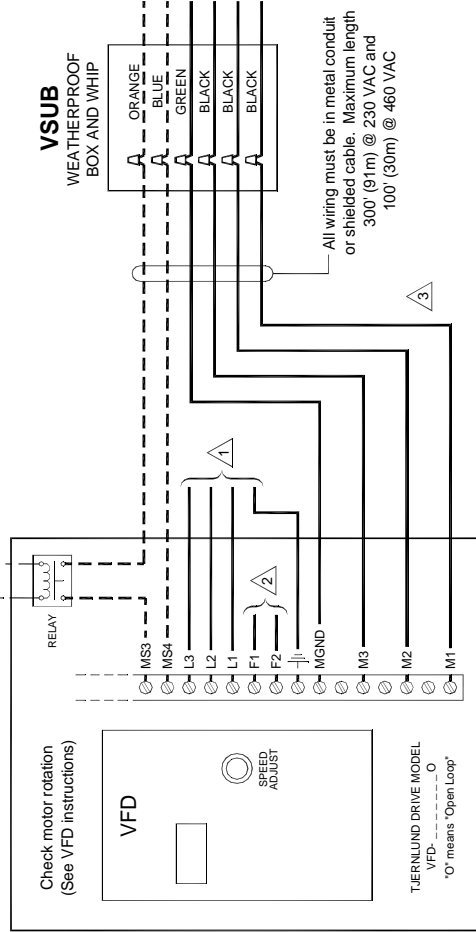 VSUB
WEATHERPROOF
BOX AND WHIP
ORANGE
BLUE
GREEN
BLACK
BLACK
BLACK
All wiring must be in metal conduit
or shielded cable. Maximum length
300' (91m) @ 230 VAC and
100' (30m) @ 460 VAC
3
1
2
RELAY
MS3
MS4
L3
L2
L1
F1
F2
MGND
M3
M2
M1
Check motor rotation
(See VFD instructions)
VFD
SPEED
ADJUST
TJERNLUND DRIVE MODEL
VFD- _ _ _ _ _ _ _ O
"O" means "Open Loop"